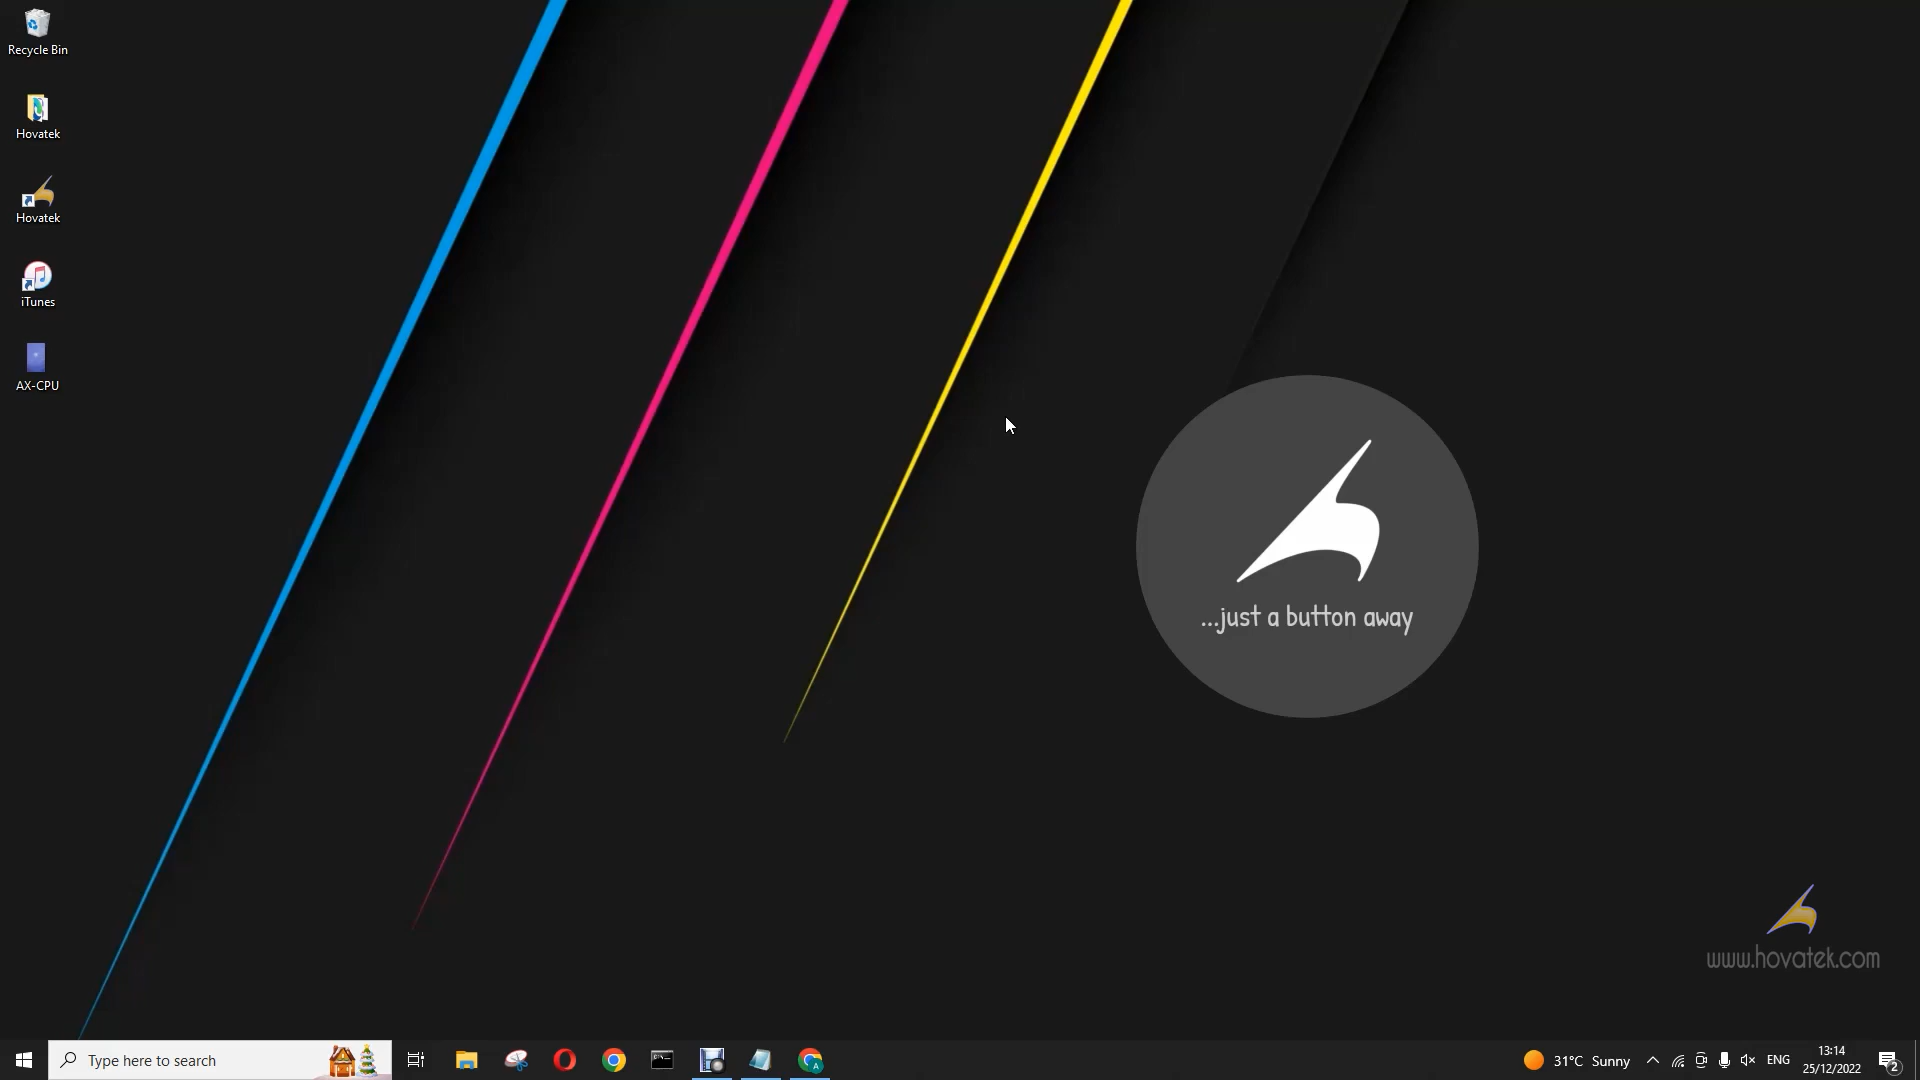 Recycle Bin
Hovatek
Hovatek
iTunes
AX-CPU
...just a button away
www.hovatek.com
Type here to search
31°C Sunny
ENG
13:14
25/12/2022
2
A